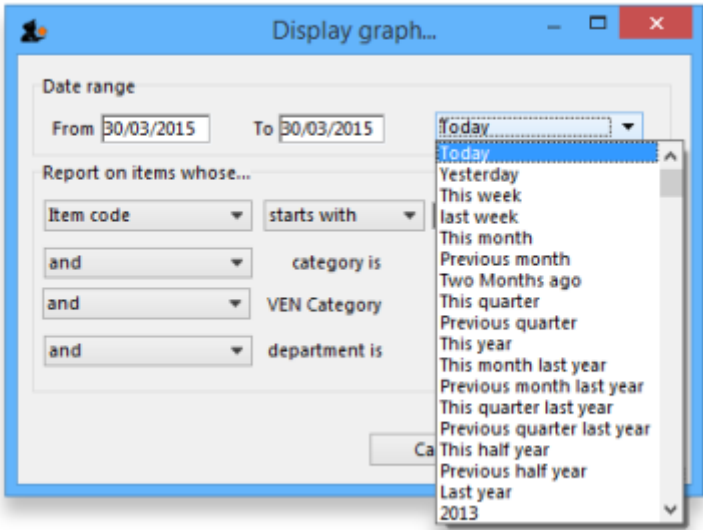 Display graph...
Date range
From 30/03/2015 To 30/03/2015 Today
Today
Yesterday
This week
last week
This month
Previous month
Two Months ago
This quarter
Previous quarter
This year
This month last year
Previous month last year
This quarter last year
Previous quarter last year
This half year
Previous half year
Last year
2013
Report on items whose...
Item code starts with
and category is
and VEN Category
and department is
Ca